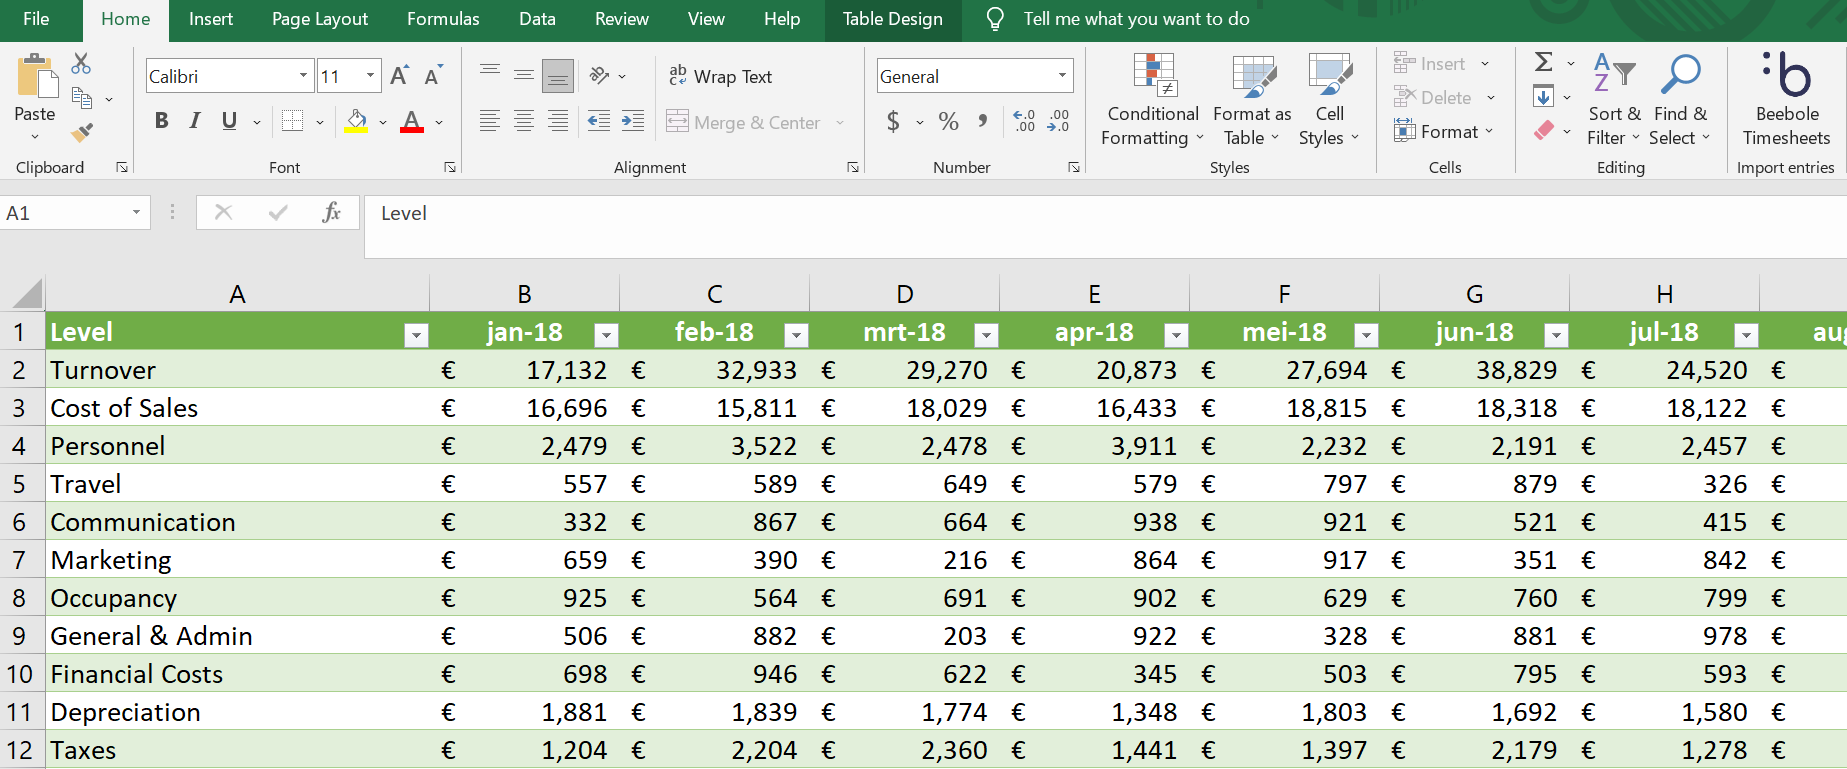 File Home Insert Page Layout Formulas Data Review View Help Table Design Tell me what you want to do
Calibri 11 A A ab c Wrap Text General Insert
Paste Conditional Formatting Format as Table Cell Styles Delete Sort & Filter Find & Select Beebole Timesheets
B I U A Merge & Center $ % , .0 .00 .00 .0 Format
Clipboard Font Alignment Number Styles Cells Editing Import entries
A1 fx Level
A B C D E F G H
1 Level jan-18 feb-18 mrt-18 apr-18 mei-18 jun-18 jul-18
2 Turnover € 17,132 € 32,933 € 29,270 € 20,873 € 27,694 € 38,829 € 24,520 €
3 Cost of Sales € 16,696 € 15,811 € 18,029 € 16,433 € 18,815 € 18,318 € 18,122 €
4 Personnel € 2,479 € 3,522 € 2,478 € 3,911 € 2,232 € 2,191 € 2,457 €
5 Travel € 557 € 589 € 649 € 579 € 797 € 879 € 326 €
6 Communication € 332 € 867 € 664 € 938 € 921 € 521 € 415 €
7 Marketing € 659 € 390 € 216 € 864 € 917 € 351 € 842 €
8 Occupancy € 925 € 564 € 691 € 902 € 629 € 760 € 799 €
9 General & Admin € 506 € 882 € 203 € 922 € 328 € 881 € 978 €
10 Financial Costs € 698 € 946 € 622 € 345 € 503 € 795 € 593 €
11 Depreciation € 1,881 € 1,839 € 1,774 € 1,348 € 1,803 € 1,692 € 1,580 €
12 Taxes € 1,204 € 2,204 € 2,360 € 1,441 € 1,397 € 2,179 € 1,278 €